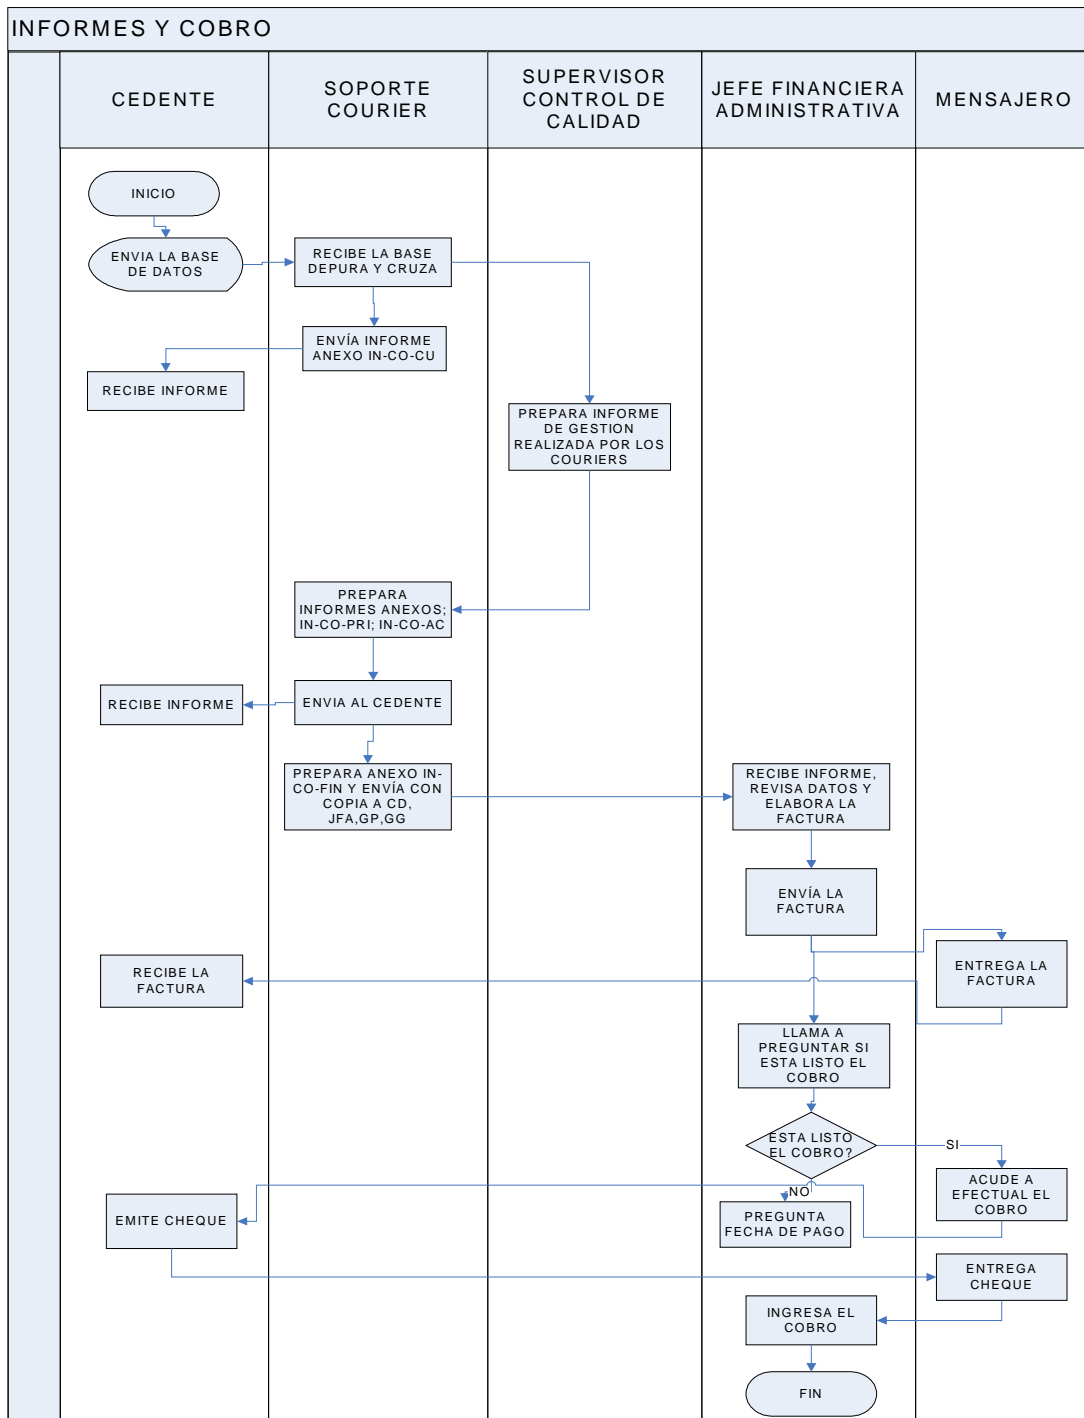 INFORMES Y COBRO
CEDENTE
SOPORTE
COURIER
SUPERVISOR
CONTROL DE
CALIDAD
JEFE FINANCIERA
ADMINISTRATIVA
MENSAJERO
INICIO
ENVIA LA BASE
DE DATOS
RECIBE LA BASE
DEPURA Y CRUZA
ENVÍA INFORME
ANEXO IN-CO-CU
RECIBE INFORME
PREPARA INFORME
DE GESTION
REALIZADA POR LOS
COURIERS
PREPARA
INFORMES ANEXOS;
IN-CO-PRI; IN-CO-AC
RECIBE INFORME
ENVIA AL CEDENTE
PREPARA ANEXO IN-
CO-FIN Y ENVÍA CON
COPIA A CD,
JFA,GP,GG
RECIBE INFORME,
REVISA DATOS Y
ELABORA LA
FACTURA
ENVÍA LA
FACTURA
ENTREGA LA
FACTURA
RECIBE LA
FACTURA
LLAMA A
PREGUNTAR SI
ESTA LISTO EL
COBRO
ESTA LISTO
EL COBRO?
SI
NO
ACUDE A
EFECTUAL EL
COBRO
PREGUNTA
FECHA DE PAGO
EMITE CHEQUE
ENTREGA
CHEQUE
INGRESA EL
COBRO
FIN